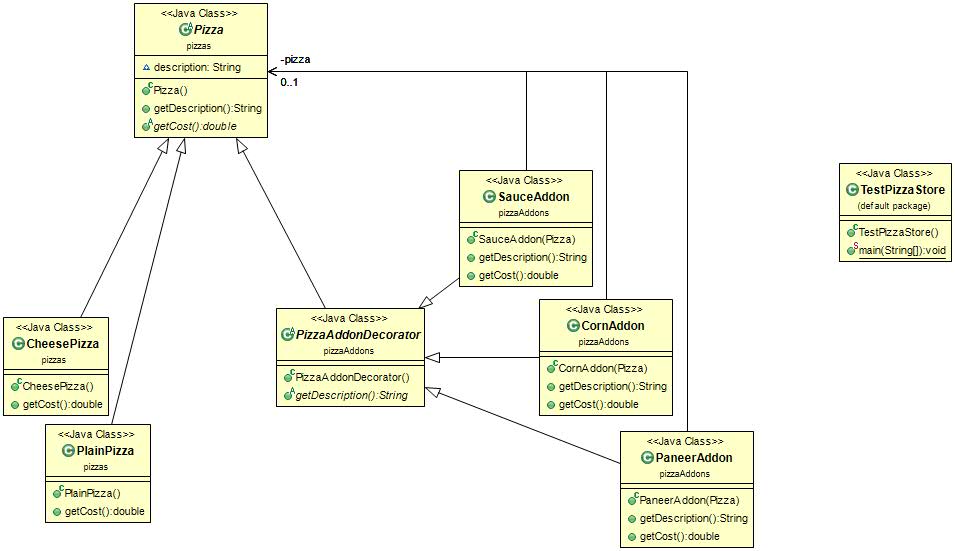 <<Java Class>>
Pizza
pizzas
description: String
Pizza()
getDescription():String
getCost():double
-pizza
0..1
<<Java Class>>
SauceAddon
pizzaAddons
SauceAddon(Pizza)
getDescription():String
getCost():double
<<Java Class>>
TestPizzaStore
(default package)
TestPizzaStore()
main(String[]):void
<<Java Class>>
PizzaAddonDecorator
pizzaAddons
PizzaAddonDecorator()
getDescription():String
<<Java Class>>
CornAddon
pizzaAddons
CornAddon(Pizza)
getDescription():String
getCost():double
<<Java Class>>
CheesePizza
pizzas
CheesePizza()
getCost():double
<<Java Class>>
PlainPizza
pizzas
PlainPizza()
getCost():double
<<Java Class>>
PaneerAddon
pizzaAddons
PaneerAddon(Pizza)
getDescription():String
getCost():double